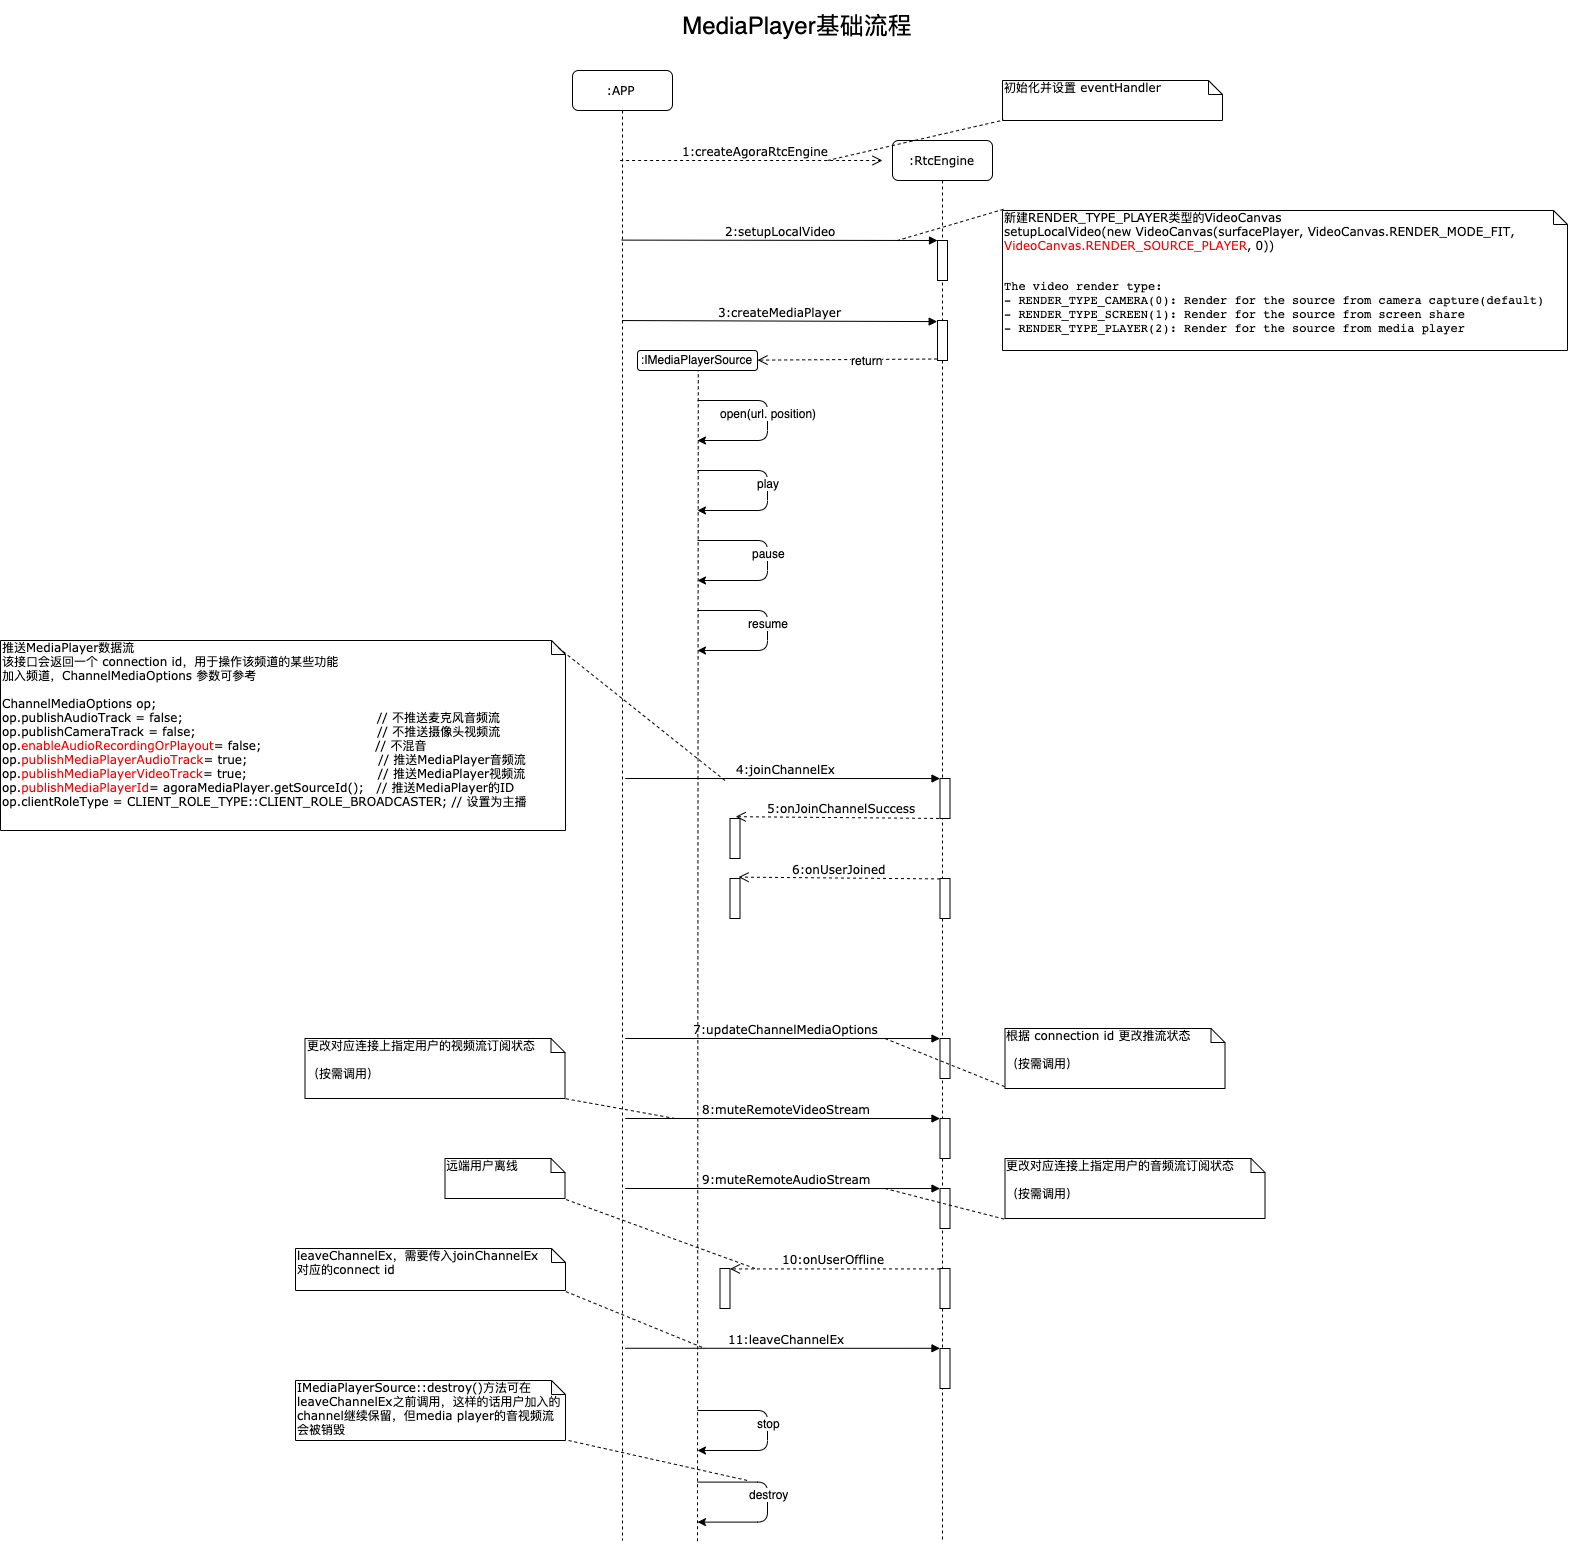 MediaPlayer基础流程
:APP
初始化并设置 eventHandler
1:createAgoraRtcEngine
:RtcEngine
2:setupLocalVideo
新建RENDER_TYPE_PLAYER类型的VideoCanvas
setupLocalVideo(new VideoCanvas(surfacePlayer, VideoCanvas.RENDER_MODE_FIT,
VideoCanvas.RENDER_SOURCE_PLAYER, 0))
The video render type:
- RENDER_TYPE_CAMERA(0): Render for the source from camera capture(default)
- RENDER_TYPE_SCREEN(1): Render for the source from screen share
- RENDER_TYPE_PLAYER(2): Render for the source from media player
3:createMediaPlayer
:IMediaPlayerSource
return
open(url. position)
play
pause
resume
推送MediaPlayer数据流
该接口会返回一个 connection id，用于操作该频道的某些功能
加入频道，ChannelMediaOptions 参数可参考
ChannelMediaOptions op;
op.publishAudioTrack = false; // 不推送麦克风音频流
op.publishCameraTrack = false; // 不推送摄像头视频流
op.enableAudioRecordingOrPlayout= false; // 不混音
op.publishMediaPlayerAudioTrack= true; // 推送MediaPlayer音频流
op.publishMediaPlayerVideoTrack= true; // 推送MediaPlayer视频流
op.publishMediaPlayerId= agoraMediaPlayer.getSourceId(); // 推送MediaPlayer的ID
op.clientRoleType = CLIENT_ROLE_TYPE::CLIENT_ROLE_BROADCASTER; // 设置为主播
4:joinChannelEx
5:onJoinChannelSuccess
6:onUserJoined
7:updateChannelMediaOptions
根据 connection id 更改推流状态
（按需调用）
更改对应连接上指定用户的视频流订阅状态
（按需调用）
8:muteRemoteVideoStream
远端用户离线
9:muteRemoteAudioStream
更改对应连接上指定用户的音频流订阅状态
（按需调用）
10:onUserOffline
leaveChannelEx，需要传入joinChannelEx
对应的connect id
11:leaveChannelEx
IMediaPlayerSource::destroy()方法可在
leaveChannelEx之前调用，这样的话用户加入的
channel继续保留，但media player的音视频流
会被销毁
stop
destroy